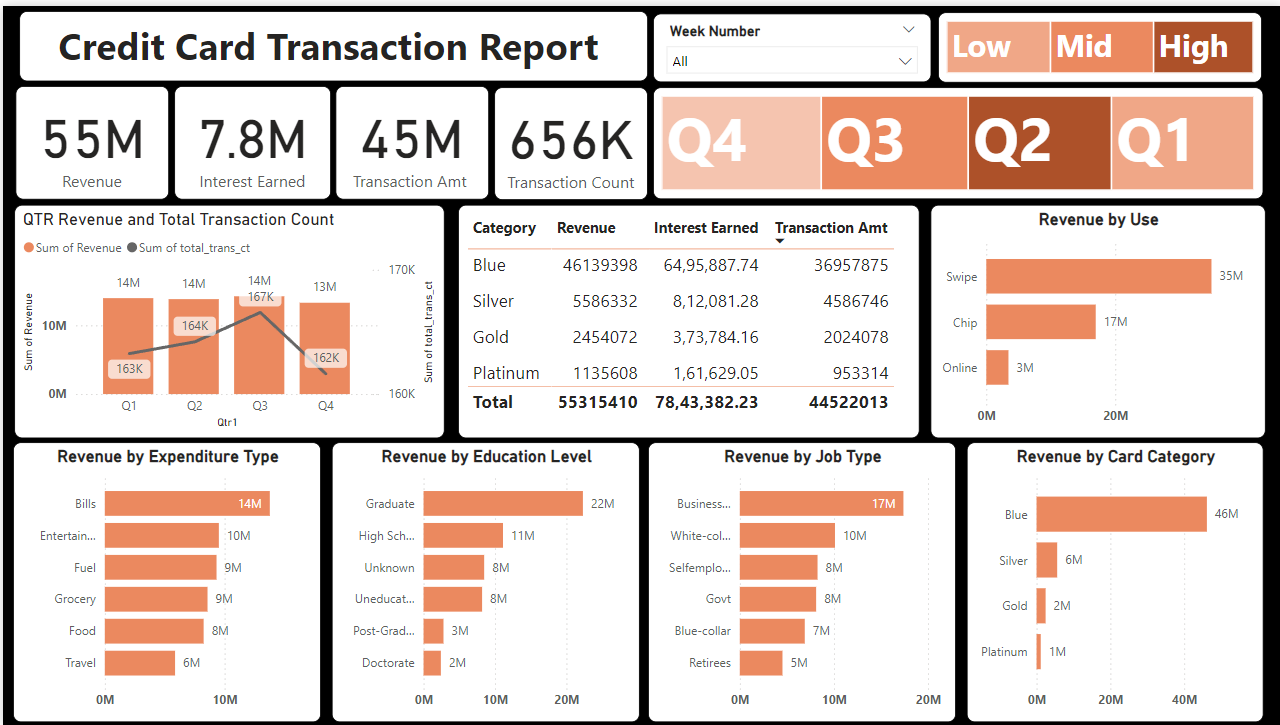 Credit Card Transaction Report
Week Number
All
Low Mid High
55M
Revenue
7.8M
Interest Earned
45M
Transaction Amt
656K
Transaction Count
Q4 Q3 Q2 Q1
QTR Revenue and Total Transaction Count
Sum of Revenue Sum of total_trans_ct
Sum of Revenue
10M
0M
14M 14M 14M 13M
163K 164K 167K 162K
170K
160K
Sum of total_trans_ct
Q1 Q2 Q3 Q4
Qtr1
Category Revenue Interest Earned Transaction Amt
Blue 46139398 64,95,887.74 36957875
Silver 5586332 8,12,081.28 4586746
Gold 2454072 3,73,784.16 2024078
Platinum 1135608 1,61,629.05 953314
Total 55315410 78,43,382.23 44522013
Revenue by Use
Swipe 35M
Chip 17M
Online 3M
0M 20M
Revenue by Expenditure Type
Bills 14M
Entertain... 10M
Fuel 9M
Grocery 9M
Food 8M
Travel 6M
0M 10M
Revenue by Education Level
Graduate 22M
High Sch... 11M
Unknown 8M
Uneducat... 8M
Post-Grad... 3M
Doctorate 2M
0M 10M 20M
Revenue by Job Type
Business... 17M
White-col... 10M
Selfemplo... 8M
Govt 8M
Blue-collar 7M
Retirees 5M
0M 10M 20M
Revenue by Card Category
Blue 46M
Silver 6M
Gold 2M
Platinum 1M
0M 20M 40M